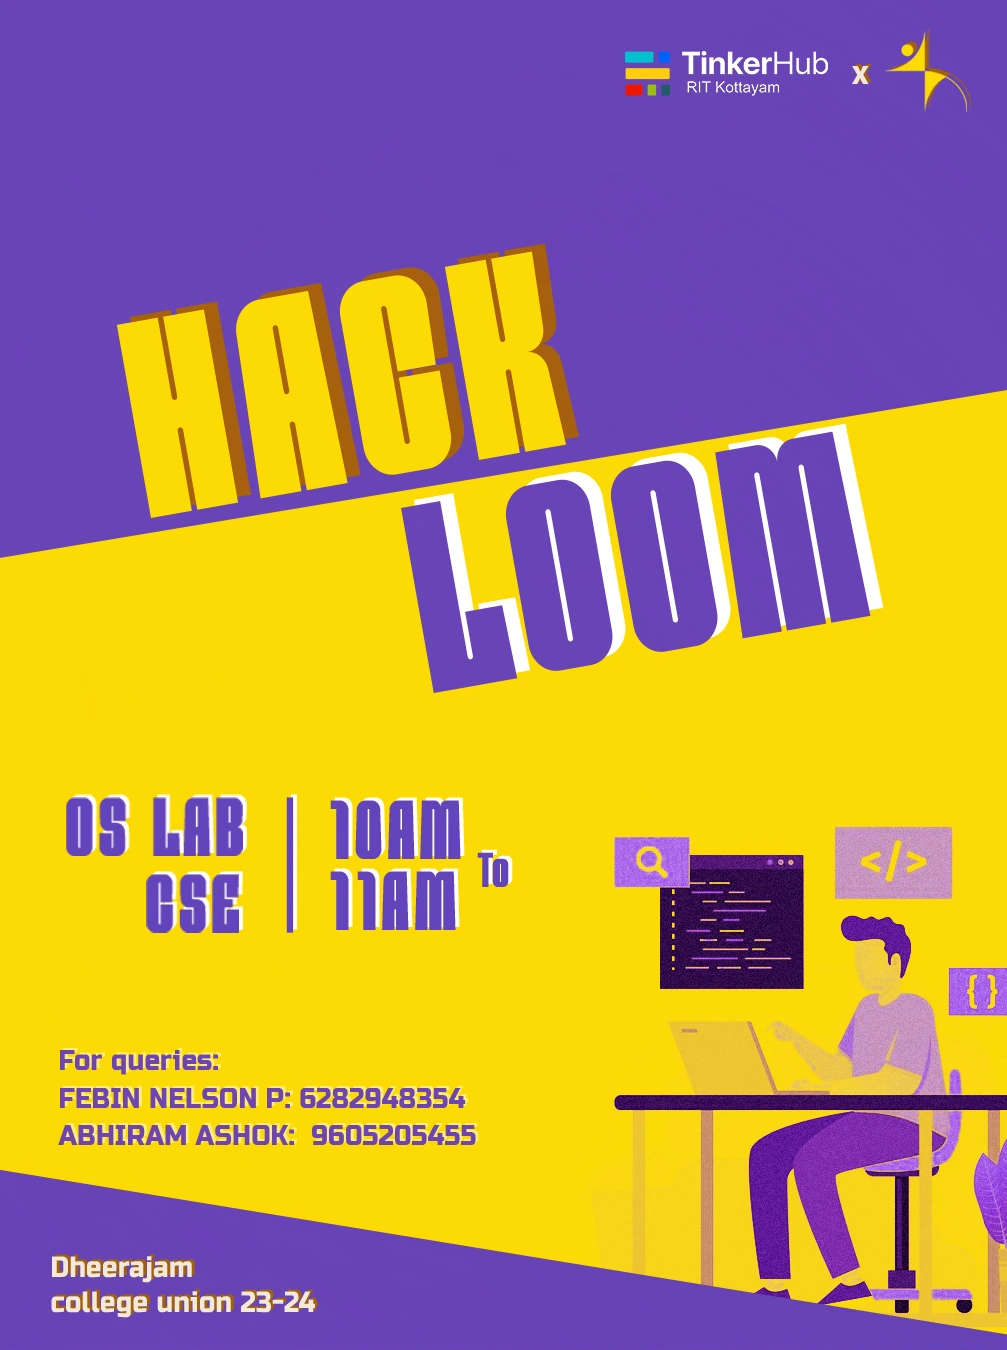 TinkerHub
RIT Kottayam
x
HACK
LOOM
OS LAB
CSE
10AM
To
11AM
</>
{}
For queries:
FEBIN NELSON P: 6282948354
ABHIRAM ASHOK: 9605205455
Dheerajam
college union 23-24